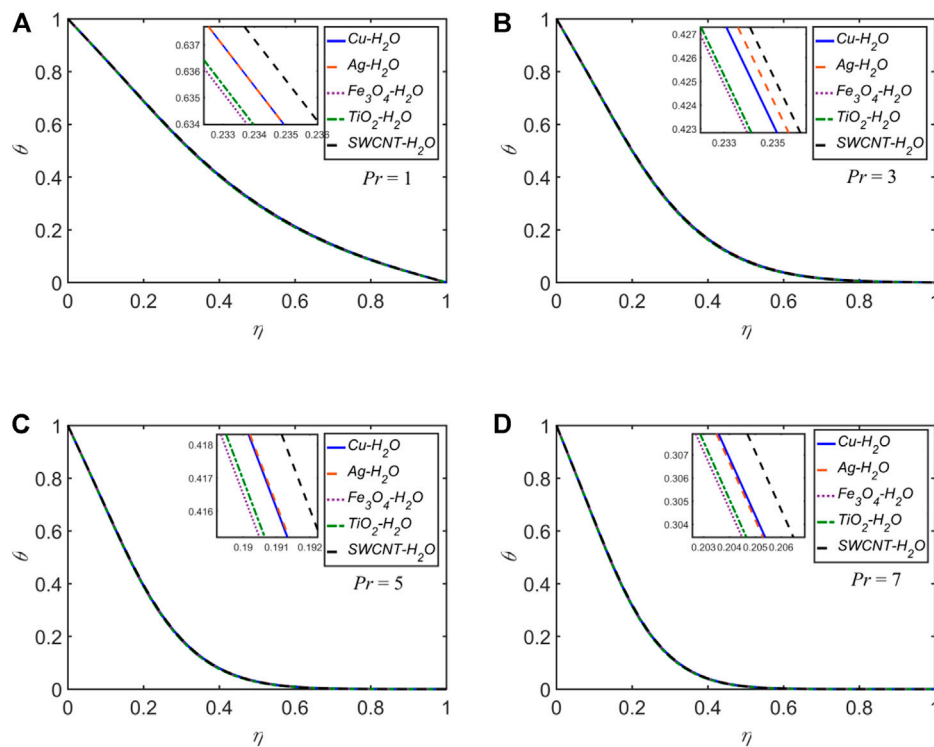 A
1
0.8
0.6
θ
0.4
0.2
0
0.637
0.636
0.635
0.634
0.233 0.234 0.235 0.236
Cu-H2O
Ag-H2O
Fe3O4-H2O
TiO2-H2O
SWCNT-H2O
Pr = 1
0 0.2 0.4 0.6 0.8 1
η
B
1
0.8
0.6
θ
0.4
0.2
0
0.427
0.425
0.424
0.423
0.233 0.235
Cu-H2O
Ag-H2O
Fe3O4-H2O
TiO2-H2O
SWCNT-H2O
Pr = 3
0 0.2 0.4 0.6 0.8 1
η
C
1
0.8
0.6
θ
0.4
0.2
0
0.418
0.417
0.416
0.19 0.191 0.192
Cu-H2O
Ag-H2O
Fe3O4-H2O
TiO2-H2O
SWCNT-H2O
Pr = 5
0 0.2 0.4 0.6 0.8 1
η
D
1
0.8
0.6
θ
0.4
0.2
0
0.307
0.306
0.305
0.304
0.203 0.204 0.205 0.206
Cu-H2O
Ag-H2O
Fe3O4-H2O
TiO2-H2O
SWCNT-H2O
Pr = 7
0 0.2 0.4 0.6 0.8 1
η